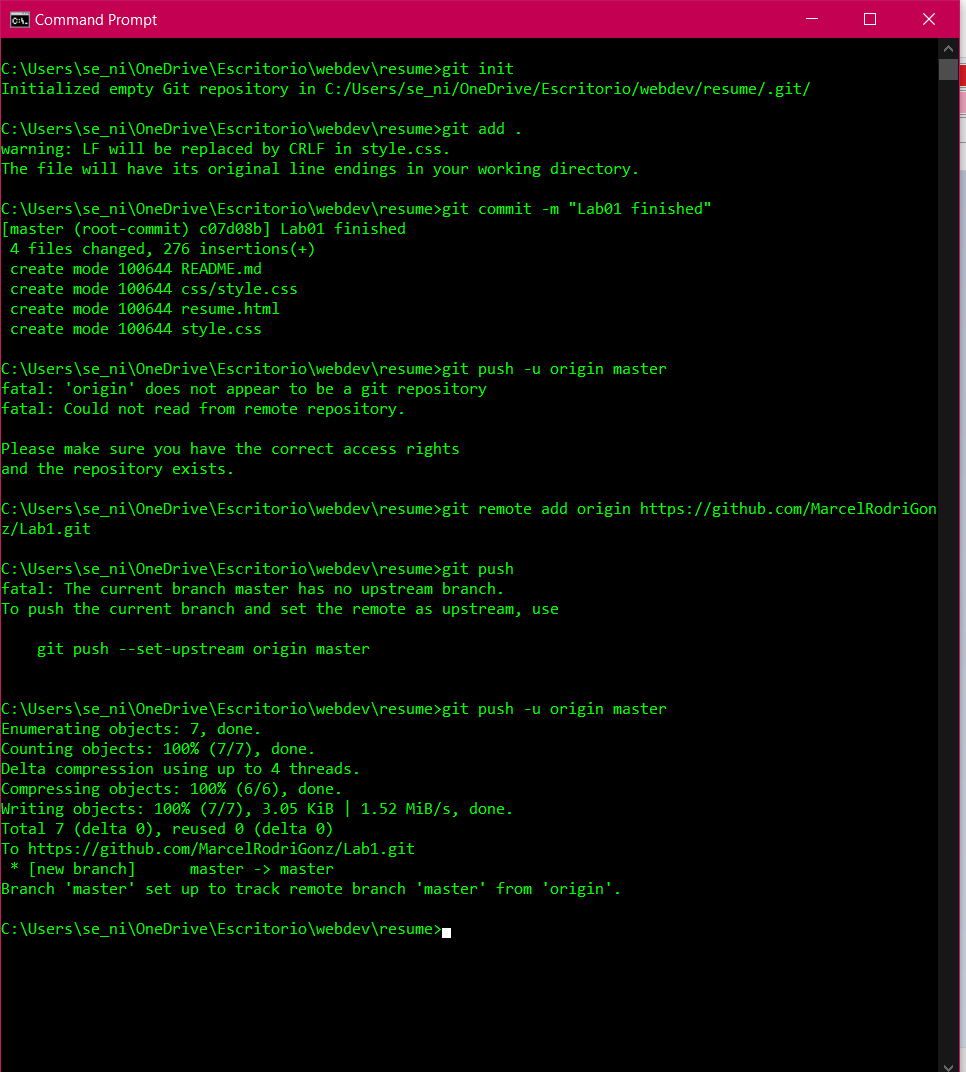 Command Prompt
C:\Users\se_ni\OneDrive\Escritorio\webdev\resume>git init
Initialized empty Git repository in C:/Users/se_ni/OneDrive/Escritorio/webdev/resume/.git/
C:\Users\se_ni\OneDrive\Escritorio\webdev\resume>git add .
warning: LF will be replaced by CRLF in style.css.
The file will have its original line endings in your working directory.
C:\Users\se_ni\OneDrive\Escritorio\webdev\resume>git commit -m "Lab01 finished"
[master (root-commit) c07d08b] Lab01 finished
 4 files changed, 276 insertions(+)
 create mode 100644 README.md
 create mode 100644 css/style.css
 create mode 100644 resume.html
 create mode 100644 style.css
C:\Users\se_ni\OneDrive\Escritorio\webdev\resume>git push -u origin master
fatal: 'origin' does not appear to be a git repository
fatal: Could not read from remote repository.
Please make sure you have the correct access rights
and the repository exists.
C:\Users\se_ni\OneDrive\Escritorio\webdev\resume>git remote add origin https://github.com/MarcelRodriGon
z/Lab1.git
C:\Users\se_ni\OneDrive\Escritorio\webdev\resume>git push
fatal: The current branch master has no upstream branch.
To push the current branch and set the remote as upstream, use
    git push --set-upstream origin master
C:\Users\se_ni\OneDrive\Escritorio\webdev\resume>git push -u origin master
Enumerating objects: 7, done.
Counting objects: 100% (7/7), done.
Delta compression using up to 4 threads.
Compressing objects: 100% (6/6), done.
Writing objects: 100% (7/7), 3.05 KiB | 1.52 MiB/s, done.
Total 7 (delta 0), reused 0 (delta 0)
To https://github.com/MarcelRodriGonz/Lab1.git
 * [new branch]      master -> master
Branch 'master' set up to track remote branch 'master' from 'origin'.
C:\Users\se_ni\OneDrive\Escritorio\webdev\resume>